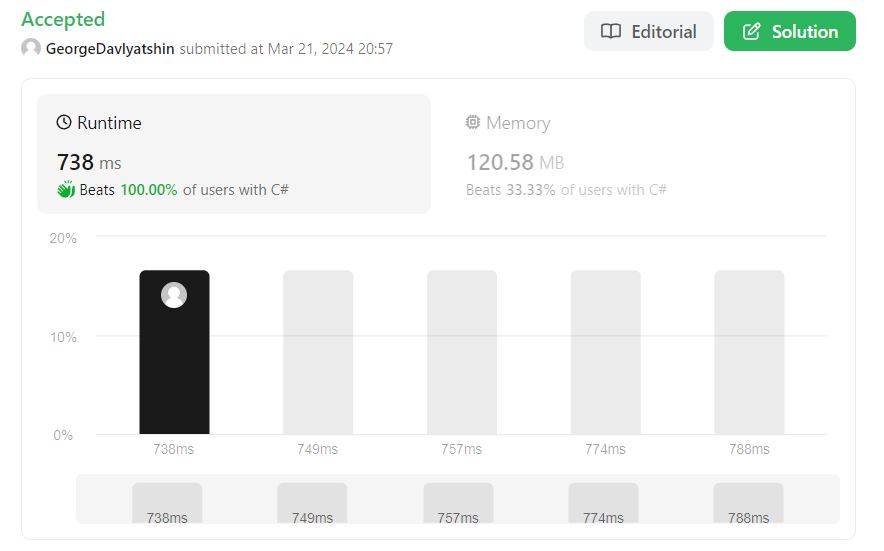 Accepted
GeorgeDavlyatshin submitted at Mar 21, 2024 20:57
Editorial
Solution
Runtime
738 ms
Beats 100.00% of users with C#
Memory
120.58 MB
Beats 33.33% of users with C#
20%
10%
0%
738ms 749ms 757ms 774ms 788ms
738ms 749ms 757ms 774ms 788ms